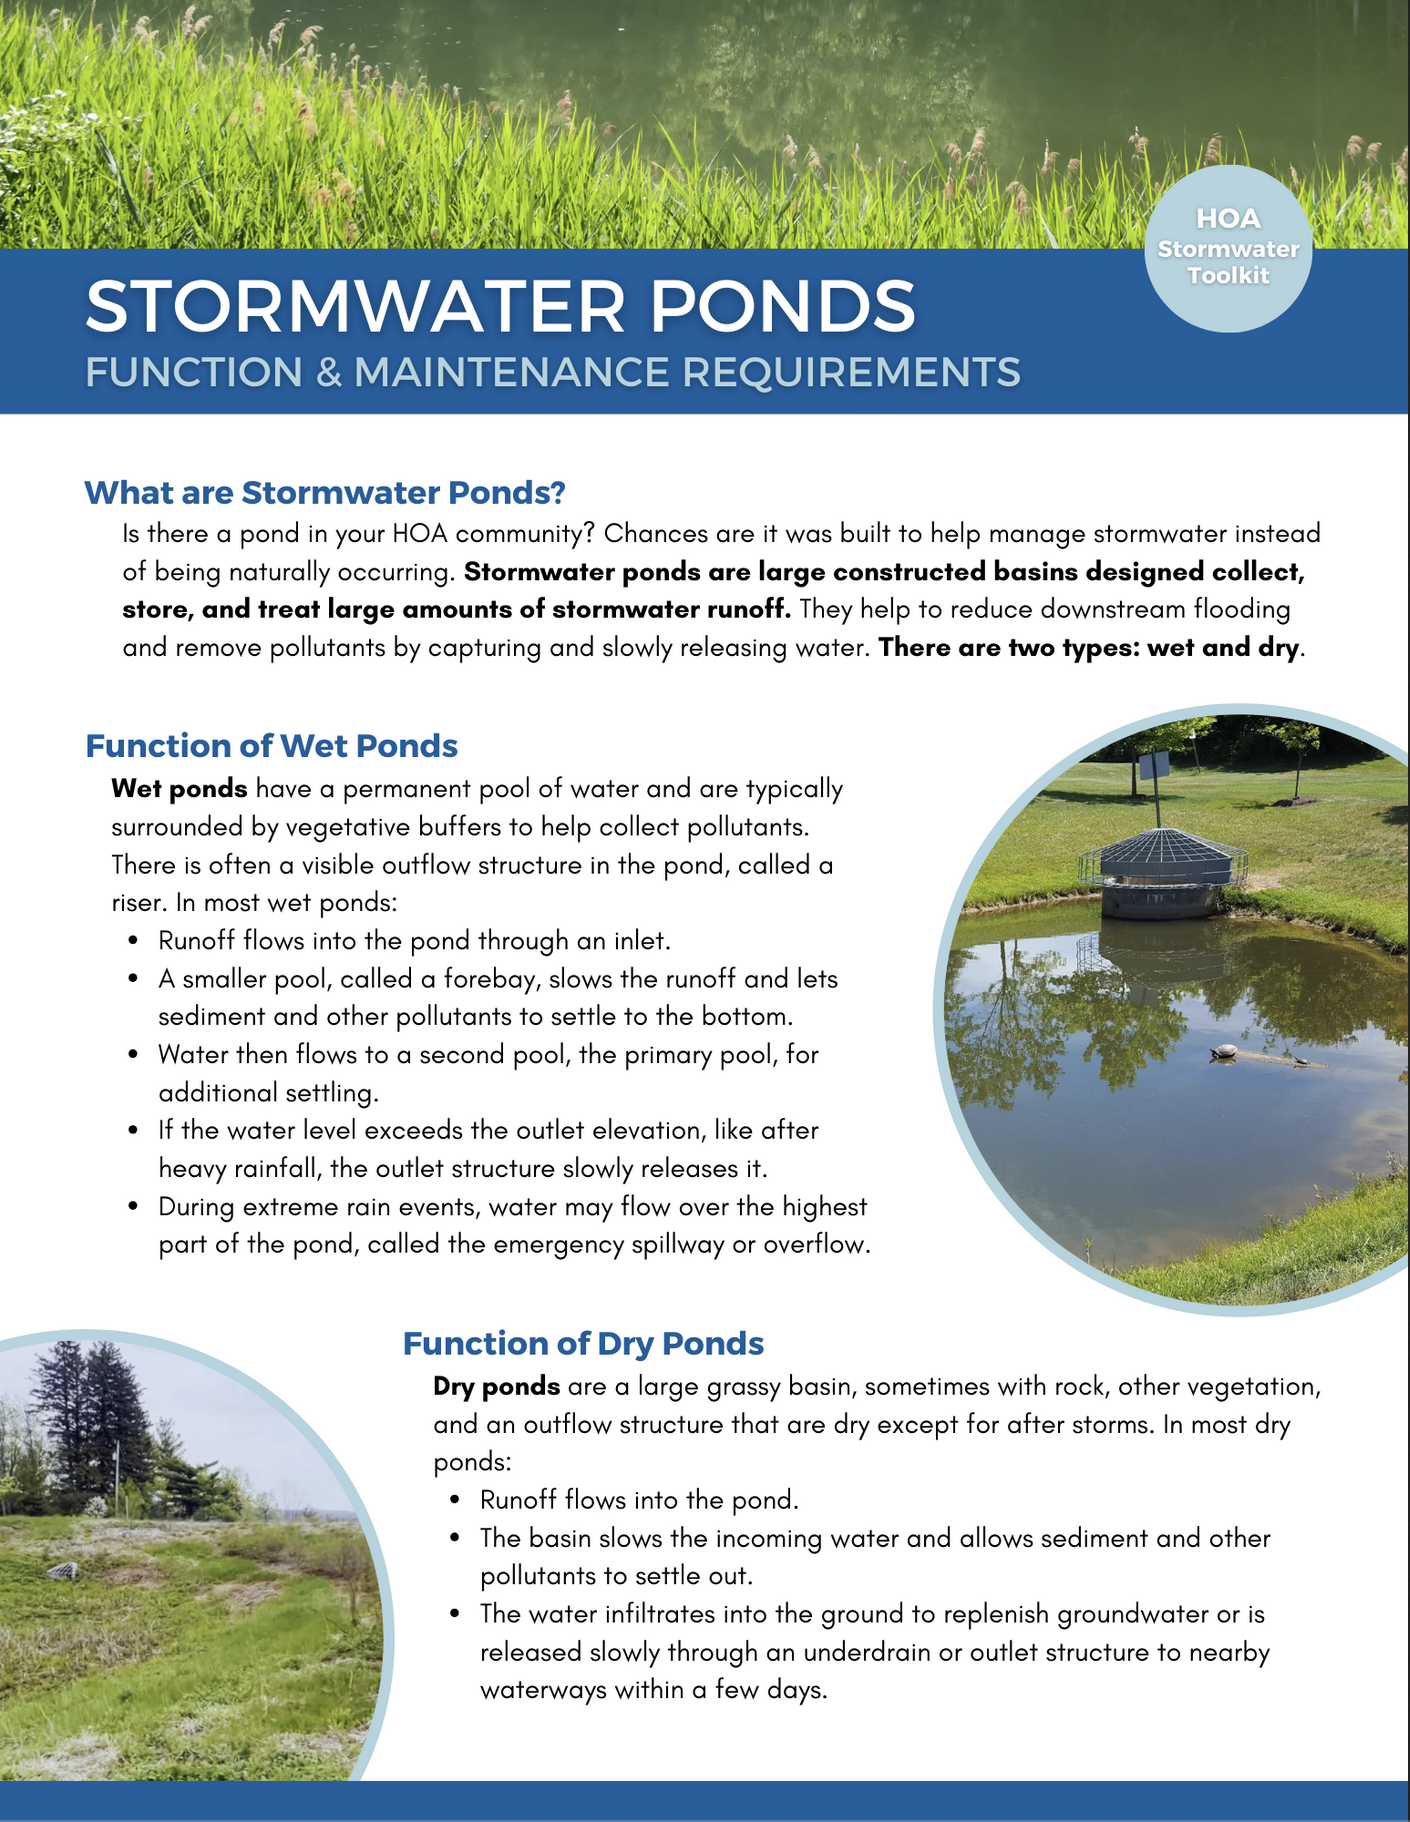 HOA
Stormwater
Toolkit
STORMWATER PONDS
FUNCTION & MAINTENANCE REQUIREMENTS
What are Stormwater Ponds?
Is there a pond in your HOA community? Chances are it was built to help manage stormwater instead
of being naturally occurring. Stormwater ponds are large constructed basins designed collect,
store, and treat large amounts of stormwater runoff. They help to reduce downstream flooding
and remove pollutants by capturing and slowly releasing water. There are two types: wet and dry.
Function of Wet Ponds
Wet ponds have a permanent pool of water and are typically
surrounded by vegetative buffers to help collect pollutants.
There is often a visible outflow structure in the pond, called a
riser. In most wet ponds:
• Runoff flows into the pond through an inlet.
• A smaller pool, called a forebay, slows the runoff and lets
sediment and other pollutants to settle to the bottom.
• Water then flows to a second pool, the primary pool, for
additional settling.
• If the water level exceeds the outlet elevation, like after
heavy rainfall, the outlet structure slowly releases it.
• During extreme rain events, water may flow over the highest
part of the pond, called the emergency spillway or overflow.
Function of Dry Ponds
Dry ponds are a large grassy basin, sometimes with rock, other vegetation,
and an outflow structure that are dry except for after storms. In most dry
ponds:
• Runoff flows into the pond.
• The basin slows the incoming water and allows sediment and other
pollutants to settle out.
• The water infiltrates into the ground to replenish groundwater or is
released slowly through an underdrain or outlet structure to nearby
waterways within a few days.